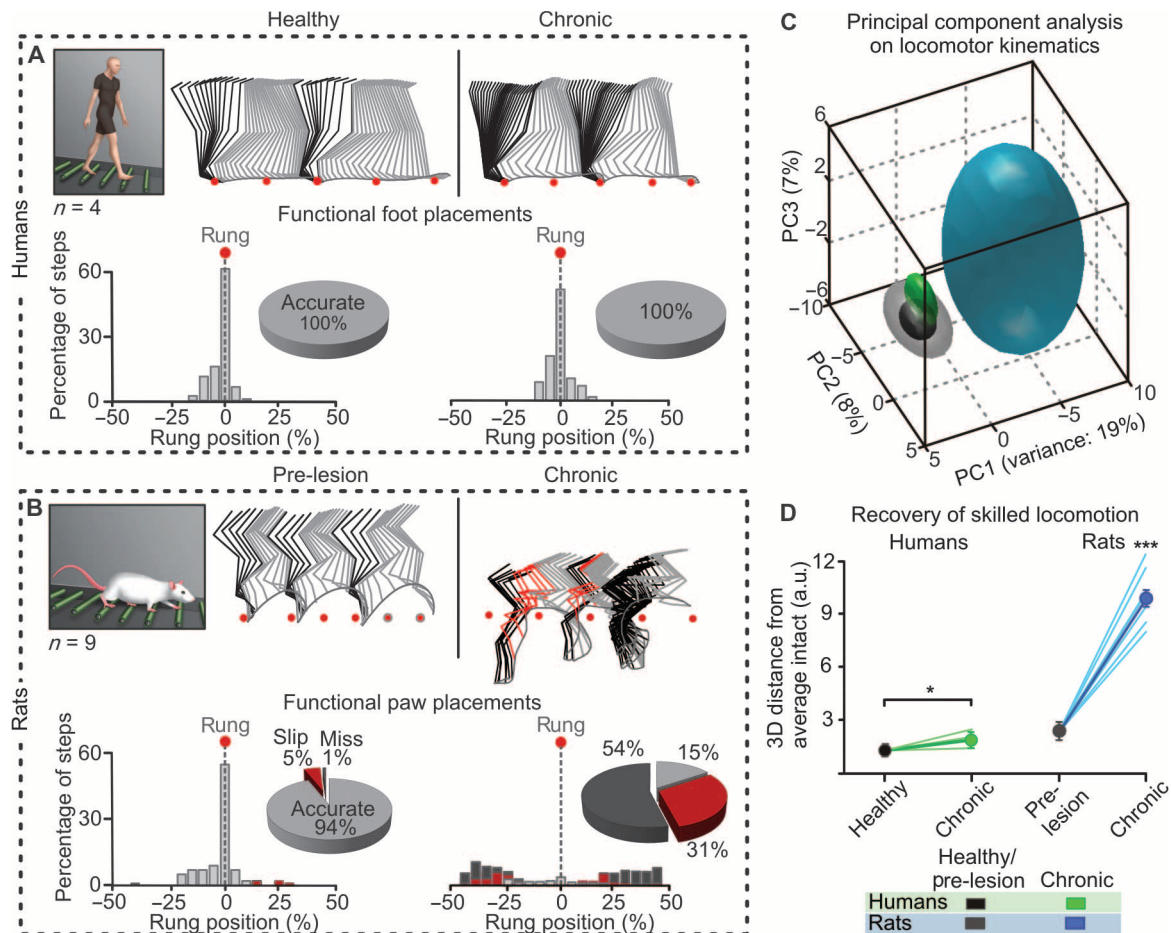 Healthy
Chronic
A
Humans
n = 4
Functional foot placements
Rung
Rung
Percentage of steps
60
30
0
Accurate
100%
100%
−50 −25 0 25 50
−50 −25 0 25 50
Rung position (%)
Rung position (%)
Pre-lesion
Chronic
B
Rats
n = 9
Functional paw placements
Rung
Rung
Slip
5%
Miss
1%
Accurate
94%
54%
15%
31%
Percentage of steps
60
30
0
−50 −25 0 25 50
−50 −25 0 25 50
Rung position (%)
Rung position (%)
C
Principal component analysis
on locomotor kinematics
6
2
−2
−6
PC3 (7%)
−10
−5
0
5
PC2 (8%)
5
0
−5
10
PC1 (variance: 19%)
D
Recovery of skilled locomotion
Humans
Rats
***
*
12
9
6
3
3D distance from
average intact (a.u.)
Healthy
Chronic
Pre-
lesion
Chronic
Healthy/
pre-lesion
Chronic
Humans
Rats